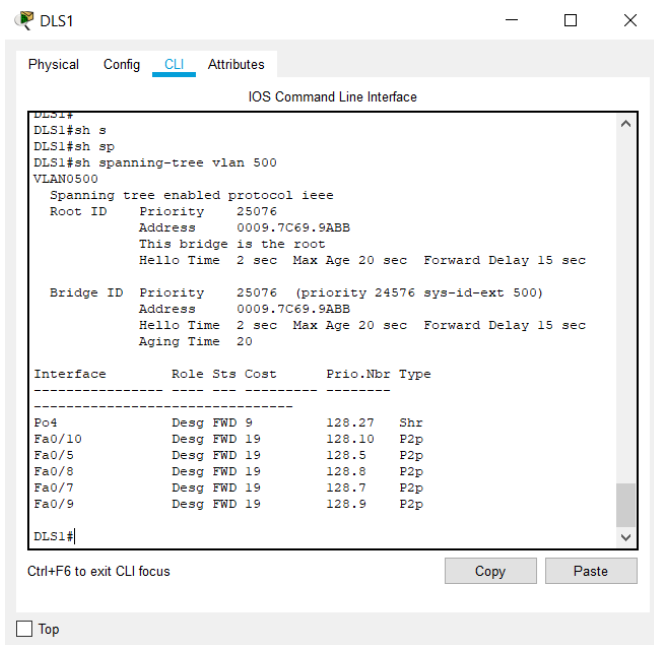 DLS1
Physical Config CLI Attributes
IOS Command Line Interface
DLS1#
DLS1#sh s
DLS1#sh sp
DLS1#sh spanning-tree vlan 500
VLAN0500
  Spanning tree enabled protocol ieee
  Root ID    Priority    25076
             Address     0009.7C69.9ABB
             This bridge is the root
             Hello Time  2 sec  Max Age 20 sec  Forward Delay 15 sec
  Bridge ID  Priority    25076  (priority 24576 sys-id-ext 500)
             Address     0009.7C69.9ABB
             Hello Time  2 sec  Max Age 20 sec  Forward Delay 15 sec
             Aging Time  20
Interface        Role Sts Cost      Prio.Nbr Type
---------------- ---- --- --------- --------
--------------------------------
Po4              Desg FWD 9         128.27   Shr
Fa0/10           Desg FWD 19        128.10   P2p
Fa0/5            Desg FWD 19        128.5    P2p
Fa0/8            Desg FWD 19        128.8    P2p
Fa0/7            Desg FWD 19        128.7    P2p
Fa0/9            Desg FWD 19        128.9    P2p
DLS1#
Ctrl+F6 to exit CLI focus
Copy
Paste
Top